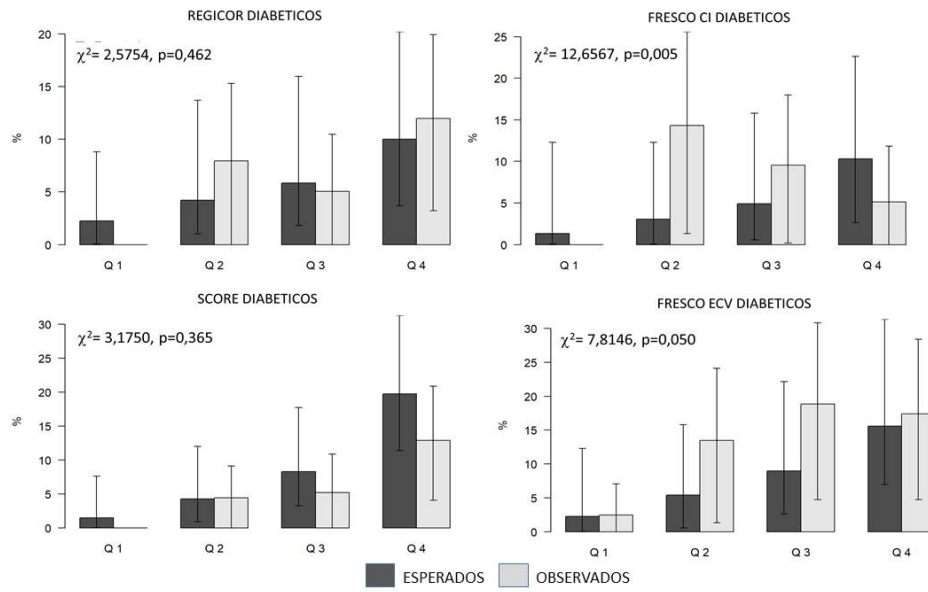 REGICOR DIABETICOS
χ²= 2,5754, p=0,462
%
20
15
10
5
0
Q 1 Q 2 Q 3 Q 4
FRESCO CI DIABETICOS
χ²= 12,6567, p=0,005
%
25
20
15
10
5
0
Q 1 Q 2 Q 3 Q 4
SCORE DIABETICOS
χ²= 3,1750, p=0,365
%
30
25
20
15
10
5
0
Q 1 Q 2 Q 3 Q 4
FRESCO ECV DIABETICOS
χ²= 7,8146, p=0,050
%
30
25
20
15
10
5
0
Q 1 Q 2 Q 3 Q 4
ESPERADOS OBSERVADOS